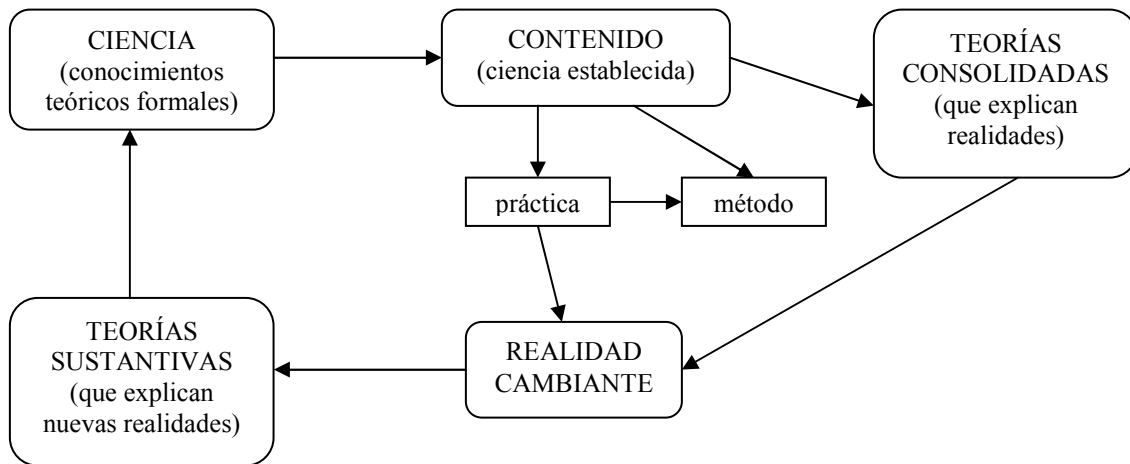 CIENCIA
(conocimientos
teóricos formales)
CONTENIDO
(ciencia establecida)
TEORÍAS
CONSOLIDADAS
(que explican
realidades)
práctica
método
TEORÍAS
SUSTANTIVAS
(que explican
nuevas realidades)
REALIDAD
CAMBIANTE